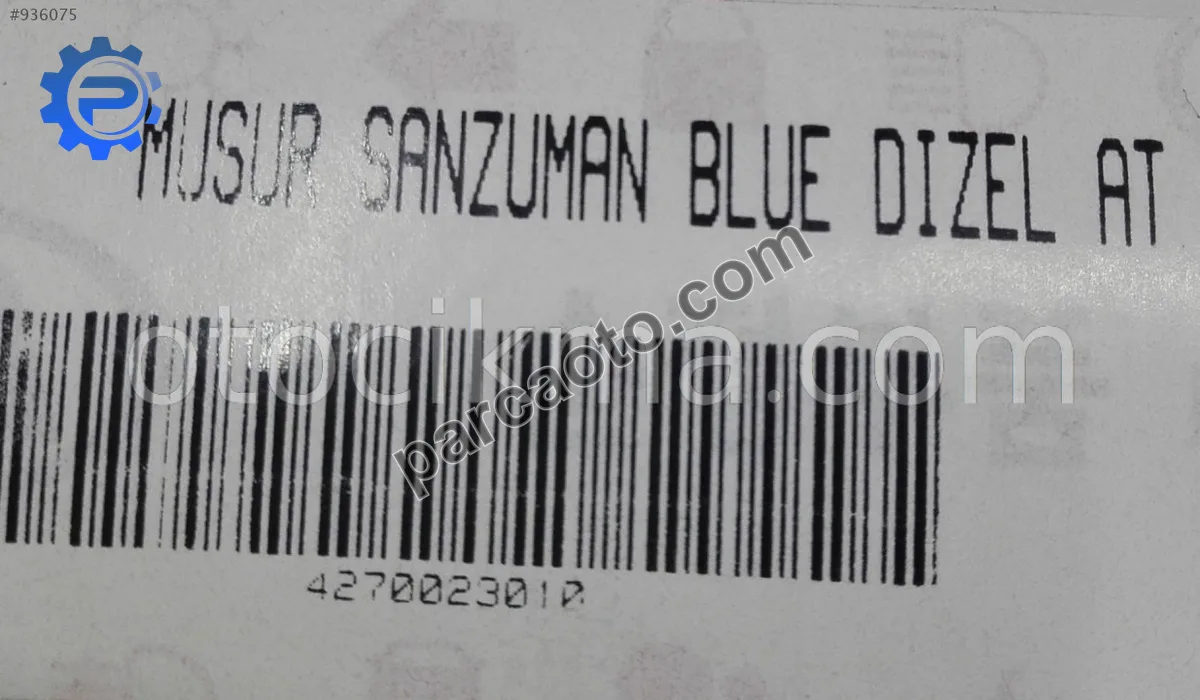 #936075
MUSUR SANZUMAN BLUE DIZEL AT
otocikma.com
parcaoto.com
4270023010